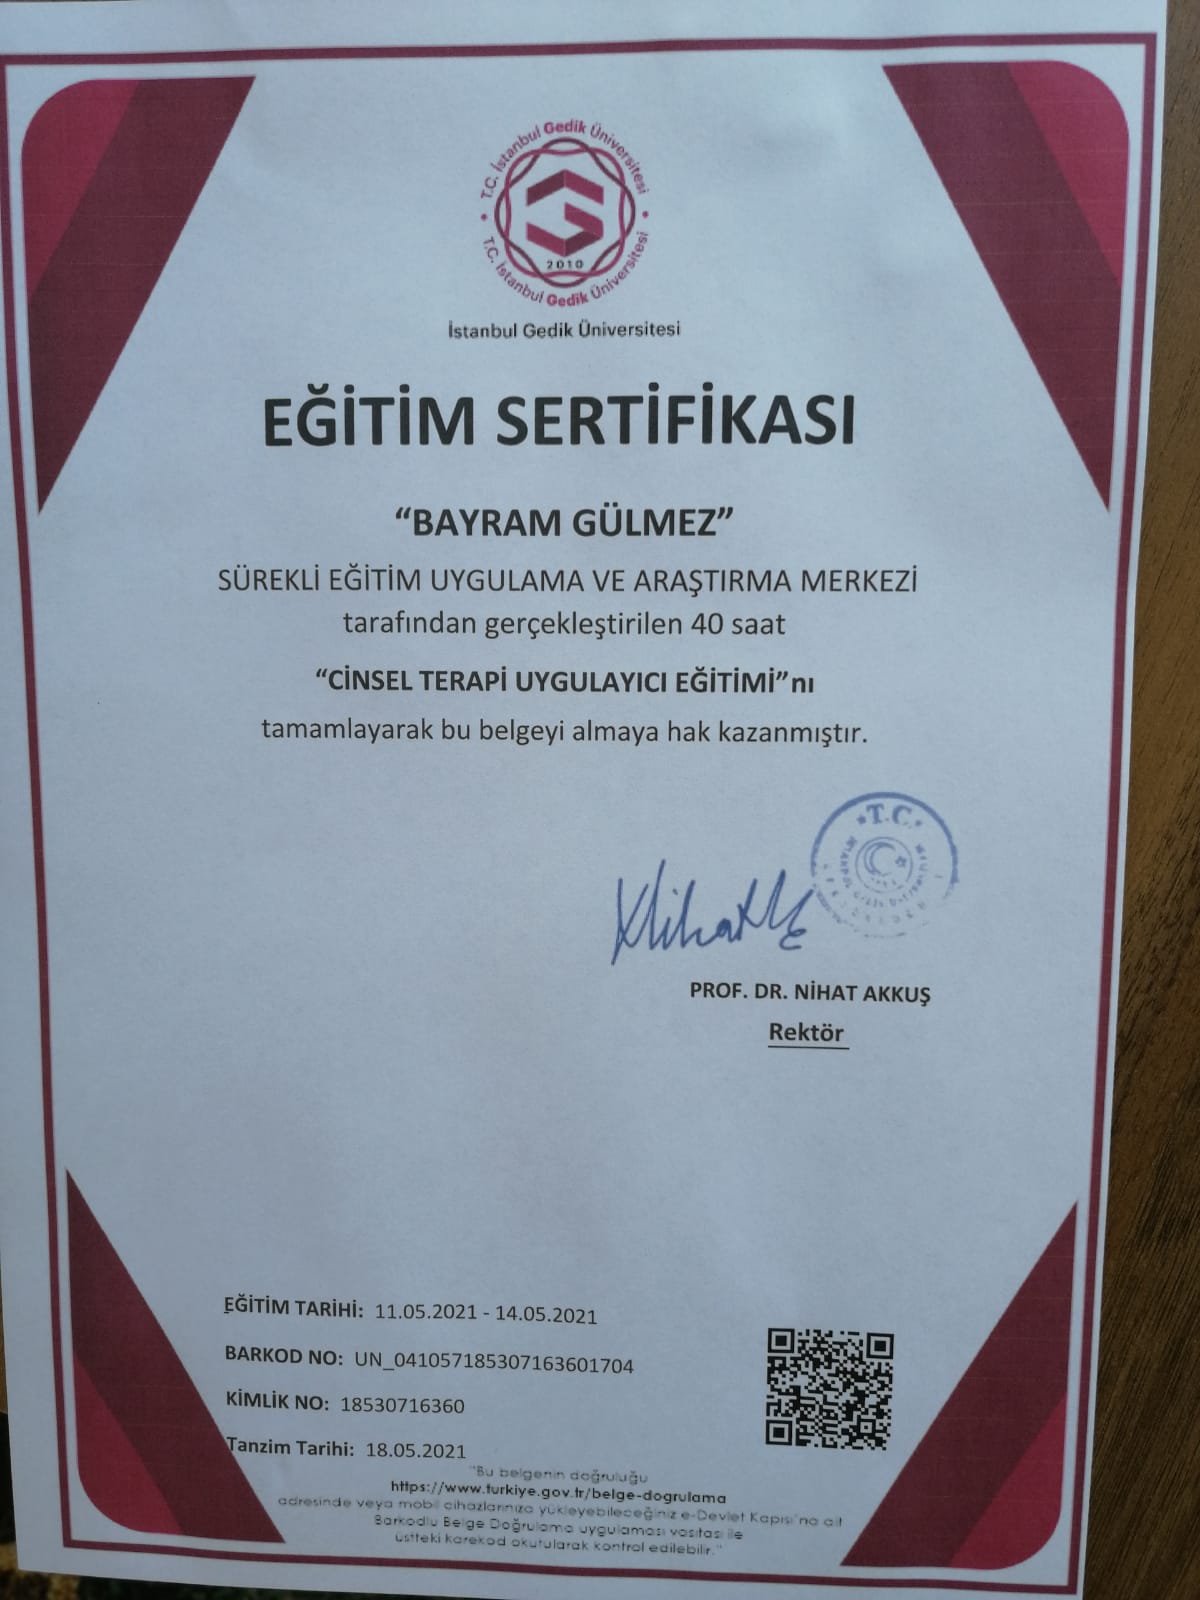 T.C. İstanbul Gedik Üniversitesi
2010
T.C. İstanbul Gedik Üniversitesi
İstanbul Gedik Üniversitesi
EĞİTİM SERTİFİKASI
“BAYRAM GÜLMEZ”
SÜREKLİ EĞİTİM UYGULAMA VE ARAŞTIRMA MERKEZİ
tarafından gerçekleştirilen 40 saat
“CİNSEL TERAPİ UYGULAYICI EĞİTİMİ”nı
tamamlayarak bu belgeyi almaya hak kazanmıştır.
T.C.
PROF. DR. NİHAT AKKUŞ
Rektör
EĞİTİM TARİHİ: 11.05.2021 - 14.05.2021
BARKOD NO: UN_041057185307163601704
KİMLİK NO: 18530716360
Tanzim Tarihi: 18.05.2021
"Bu belgenin doğruluğu
https://www.turkiye.gov.tr/belge-dogrulama
adresinde veya mobil cihazlarınıza yükleyebileceğiniz e-Devlet Kapısı'na ait
Barkodlu Belge Doğrulama uygulaması vasıtası ile
üstteki karekod okutularak kontrol edilebilir."